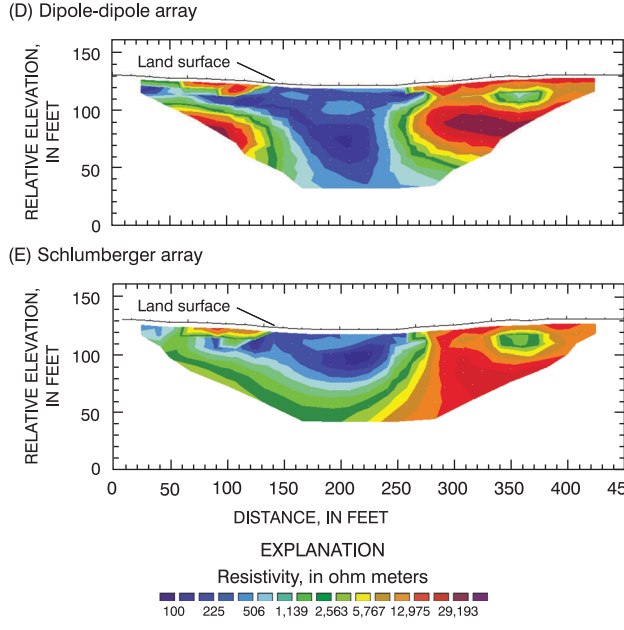 (D) Dipole-dipole array
RELATIVE ELEVATION,
IN FEET
150
100
50
0
Land surface
(E) Schlumberger array
RELATIVE ELEVATION,
IN FEET
150
100
50
0
Land surface
0 50 100 150 200 250 300 350 400 45
DISTANCE, IN FEET
EXPLANATION
Resistivity, in ohm meters
100 225 506 1,139 2,563 5,767 12,975 29,193